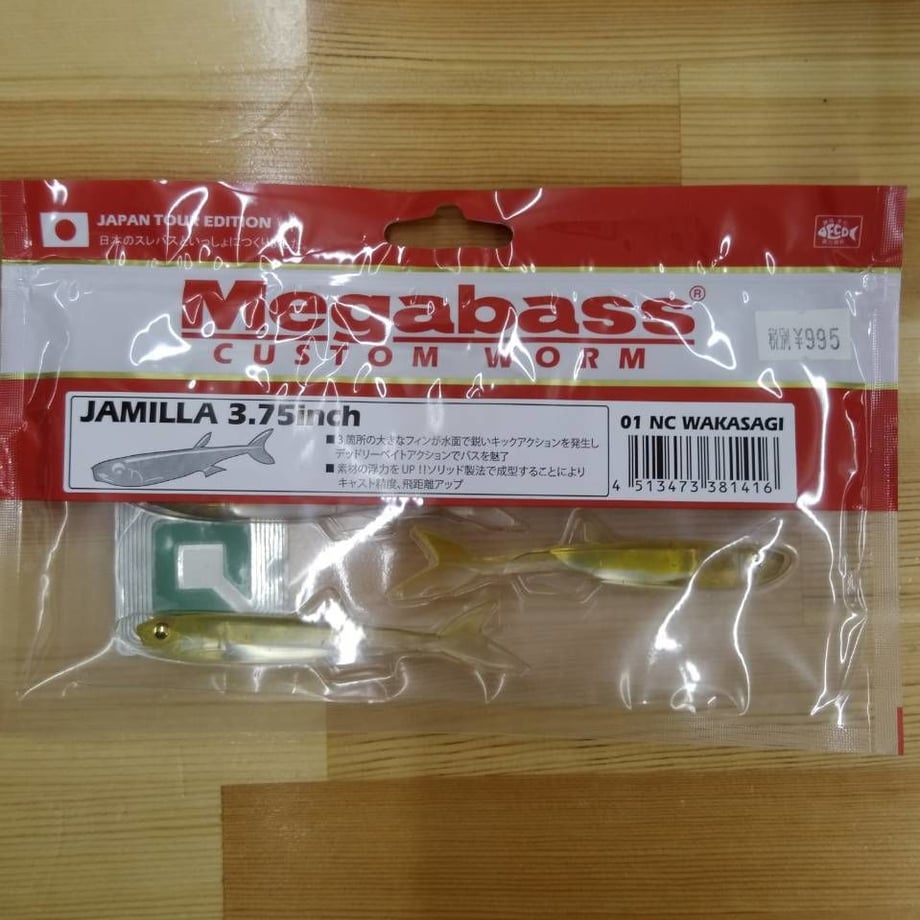 JAPAN TOUR EDITION
日本のスレバスといっしょにつくりました。
ECO
Megabass®
CUSTOM WORM
税別 ¥995
JAMILLA 3.75inch
■3箇所の大きなフィンが水面で鋭いキックアクションを発生し
デッドリーベイトアクションでバスを魅了
■素材の浮力をUP!!ソリッド製法で成型することにより
キャスト精度、飛距離アップ
01 NC WAKASAGI
4 513473 381416